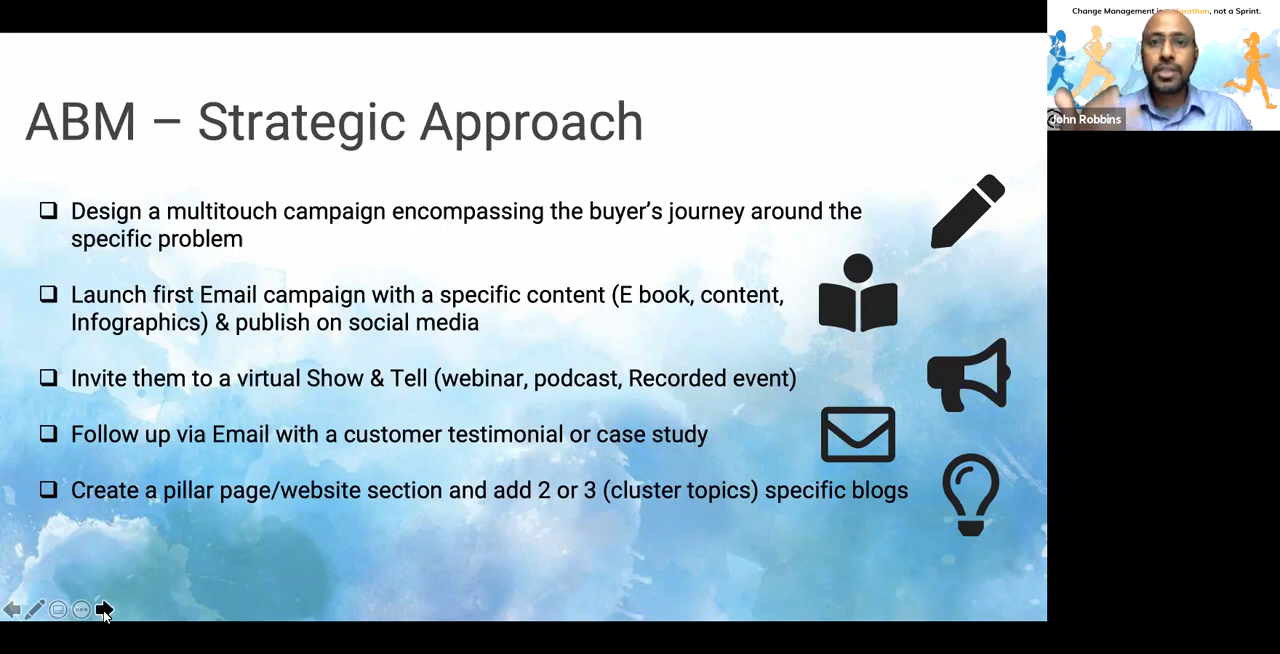 ABM – Strategic Approach
Design a multitouch campaign encompassing the buyer's journey around the
specific problem
Launch first Email campaign with a specific content (E book, content,
Infographics) & publish on social media
Invite them to a virtual Show & Tell (webinar, podcast, Recorded event)
Follow up via Email with a customer testimonial or case study
Create a pillar page/website section and add 2 or 3 (cluster topics) specific blogs
Change Management is Marathon, not a Sprint.
John Robbins